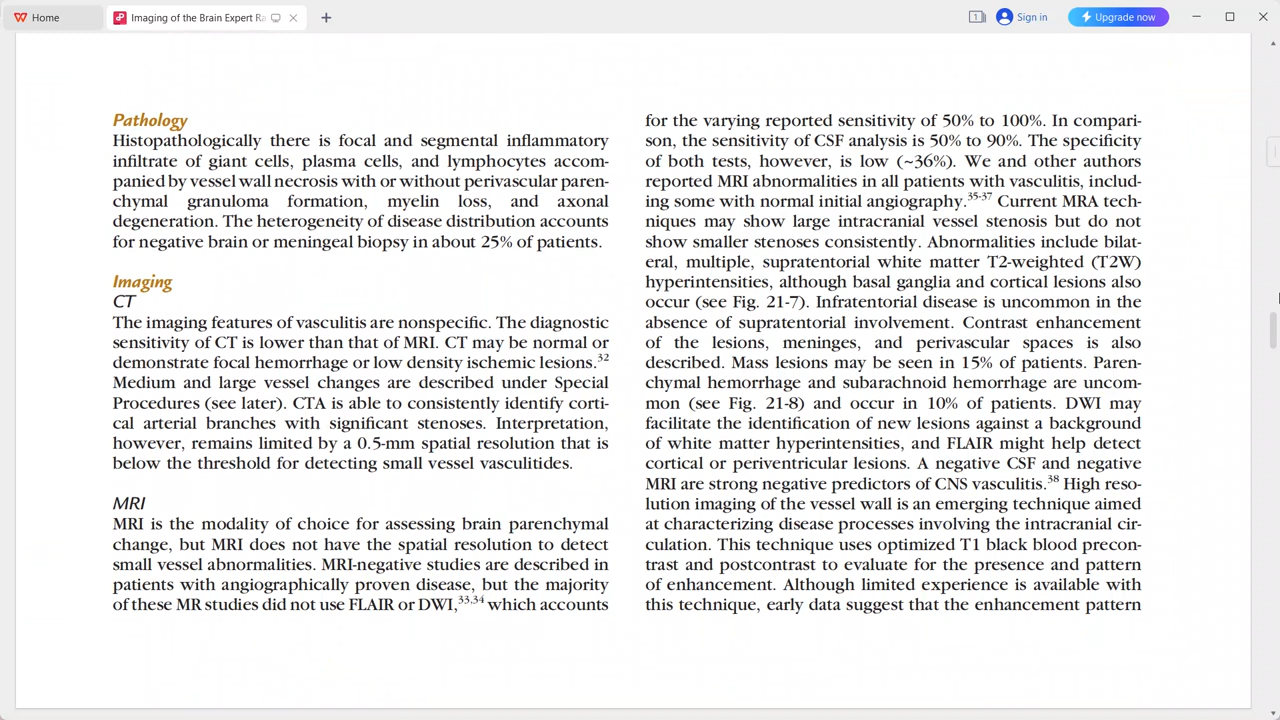 Home
Imaging of the Brain Expert Ra
Sign in
Upgrade now
Pathology
Histopathologically there is focal and segmental inflammatory
infiltrate of giant cells, plasma cells, and lymphocytes accom-
panied by vessel wall necrosis with or without perivascular paren-
chymal granuloma formation, myelin loss, and axonal
degeneration. The heterogeneity of disease distribution accounts
for negative brain or meningeal biopsy in about 25% of patients.
Imaging
CT
The imaging features of vasculitis are nonspecific. The diagnostic
sensitivity of CT is lower than that of MRI. CT may be normal or
demonstrate focal hemorrhage or low density ischemic lesions.32
Medium and large vessel changes are described under Special
Procedures (see later). CTA is able to consistently identify corti-
cal arterial branches with significant stenoses. Interpretation,
however, remains limited by a 0.5-mm spatial resolution that is
below the threshold for detecting small vessel vasculitides.
MRI
MRI is the modality of choice for assessing brain parenchymal
change, but MRI does not have the spatial resolution to detect
small vessel abnormalities. MRI-negative studies are described in
patients with angiographically proven disease, but the majority
of these MR studies did not use FLAIR or DWI,33,34 which accounts
for the varying reported sensitivity of 50% to 100%. In compari-
son, the sensitivity of CSF analysis is 50% to 90%. The specificity
of both tests, however, is low (~36%). We and other authors
reported MRI abnormalities in all patients with vasculitis, includ-
ing some with normal initial angiography.35-37 Current MRA tech-
niques may show large intracranial vessel stenosis but do not
show smaller stenoses consistently. Abnormalities include bilat-
eral, multiple, supratentorial white matter T2-weighted (T2W)
hyperintensities, although basal ganglia and cortical lesions also
occur (see Fig. 21-7). Infratentorial disease is uncommon in the
absence of supratentorial involvement. Contrast enhancement
of the lesions, meninges, and perivascular spaces is also
described. Mass lesions may be seen in 15% of patients. Paren-
chymal hemorrhage and subarachnoid hemorrhage are uncom-
mon (see Fig. 21-8) and occur in 10% of patients. DWI may
facilitate the identification of new lesions against a background
of white matter hyperintensities, and FLAIR might help detect
cortical or periventricular lesions. A negative CSF and negative
MRI are strong negative predictors of CNS vasculitis.38 High reso-
lution imaging of the vessel wall is an emerging technique aimed
at characterizing disease processes involving the intracranial cir-
culation. This technique uses optimized T1 black blood precon-
trast and postcontrast to evaluate for the presence and pattern
of enhancement. Although limited experience is available with
this technique, early data suggest that the enhancement pattern